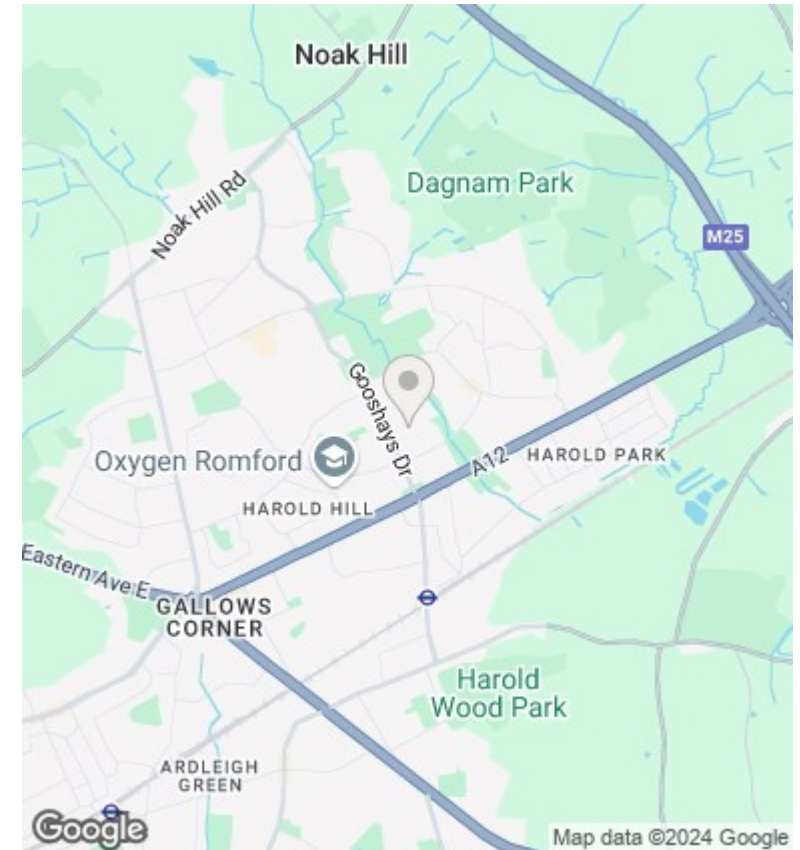 Noak Hill
Dagnam Park
Noak Hill Rd
M25
Gooshays Dr
Oxygen Romford
A12
HAROLD PARK
HAROLD HILL
Eastern Ave E
GALLOWS
CORNER
Harold
Wood Park
ARDLEIGH
GREEN
Google
Map data ©2024 Google